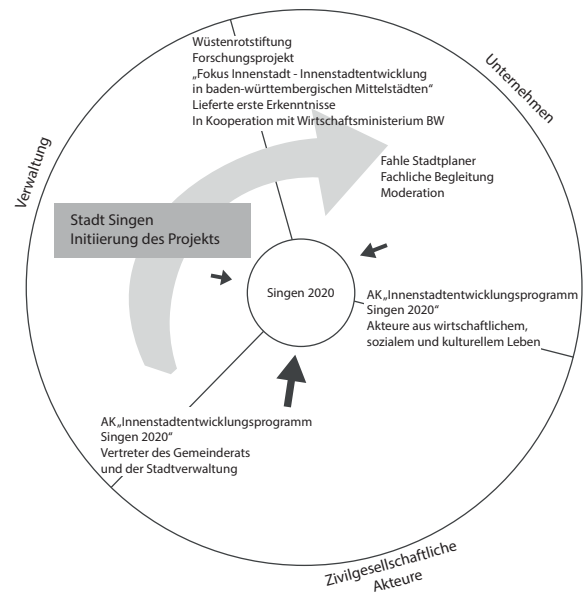 Wüstenrotstiftung
Forschungsprojekt
„Fokus Innenstadt - Innenstadtentwicklung
in baden-württembergischen Mittelstädten“
Lieferte erste Erkenntnisse
In Kooperation mit Wirtschaftsministerium BW
Unternehmen
Verwaltung
Fahle Stadtplaner
Fachliche Begleitung
Moderation
Stadt Singen
Initiierung des Projekts
Singen 2020
AK„Innenstadtentwicklungsprogramm
Singen 2020“
Akteure aus wirtschaftlichem,
sozialem und kulturellem Leben
AK„Innenstadtentwicklungsprogramm
Singen 2020“
Vertreter des Gemeinderats
und der Stadtverwaltung
Zivilgesellschaftliche
Akteure